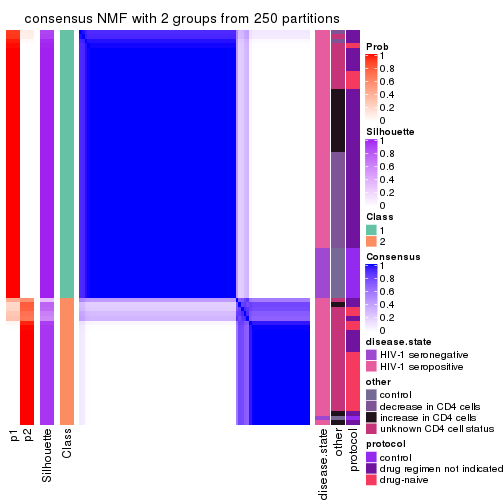 consensus NMF with 2 groups from 250 partitions
Prob
1
0.8
0.6
0.4
0.2
0
Silhouette
1
0.8
0.6
0.4
0.2
0
Class
1
2
Consensus
1
0.8
0.6
0.4
0.2
0
disease.state
HIV-1 seronegative
HIV-1 seropositive
other
control
decrease in CD4 cells
increase in CD4 cells
unknown CD4 cell status
protocol
control
drug regimen not indicated
drug-naive
p1
p2
Silhouette
Class
disease.state
other
protocol